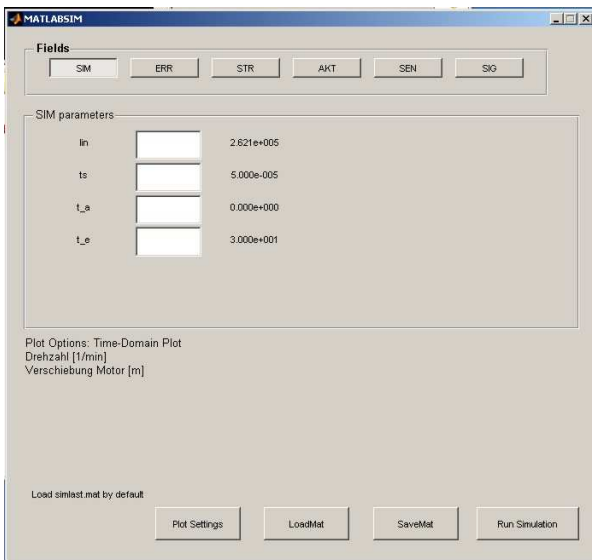 MATLABSIM
Fields
SIM ERR STR AKT SEN SIG
SIM parameters
lin 2.621e+005
ts 5.000e-005
t_a 0.000e+000
t_e 3.000e+001
Plot Options: Time-Domain Plot
Drehzahl [1/min]
Verschiebung Motor [m]
Load simlast.mat by default
Plot Settings LoadMat SaveMat Run Simulation